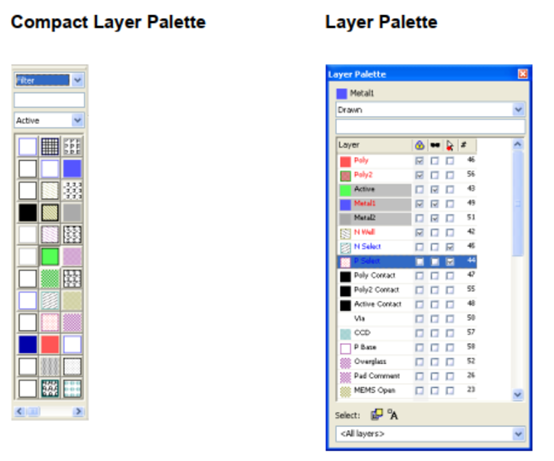 Compact Layer Palette
Layer Palette
Filter
Active
Layer Palette
Metal1
Drawn
Layer #
Poly 46
Poly2 56
Active 43
Metal1 49
Metal2 51
N Well 42
N Select 45
P Select 44
Poly Contact 47
Poly2 Contact 55
Active Contact 48
Via 50
CCD 57
P Base 58
Overglass 52
Pad Comment 26
MEMS Open 23
Select: A
<All layers>